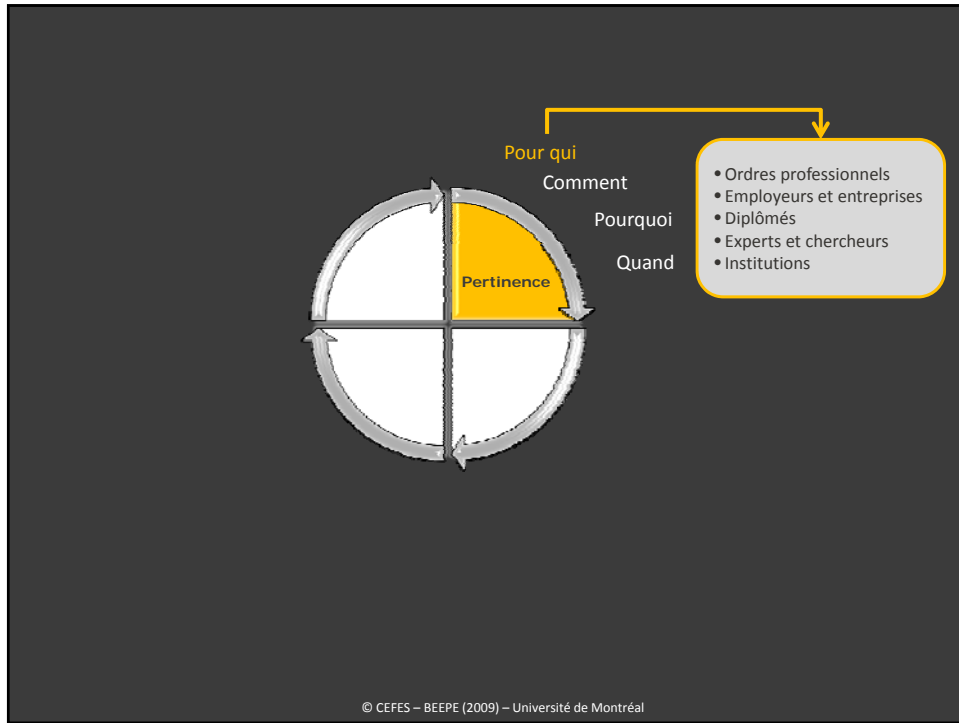 Pour qui
Comment
Pourquoi
Quand
Pertinence
• Ordres professionnels
• Employeurs et entreprises
• Diplômés
• Experts et chercheurs
• Institutions
© CEFES – BEEPE (2009) – Université de Montréal